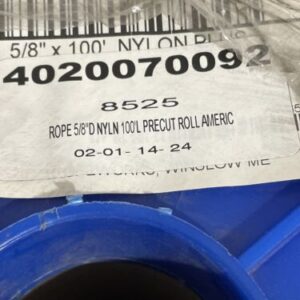 5/8" x 100' NYLON PLUS
4020070092
8525
ROPE 5/8"D NYLN 100'L PRECUT ROLL AMERIC
02-01- 14- 24
WINSLOW ME